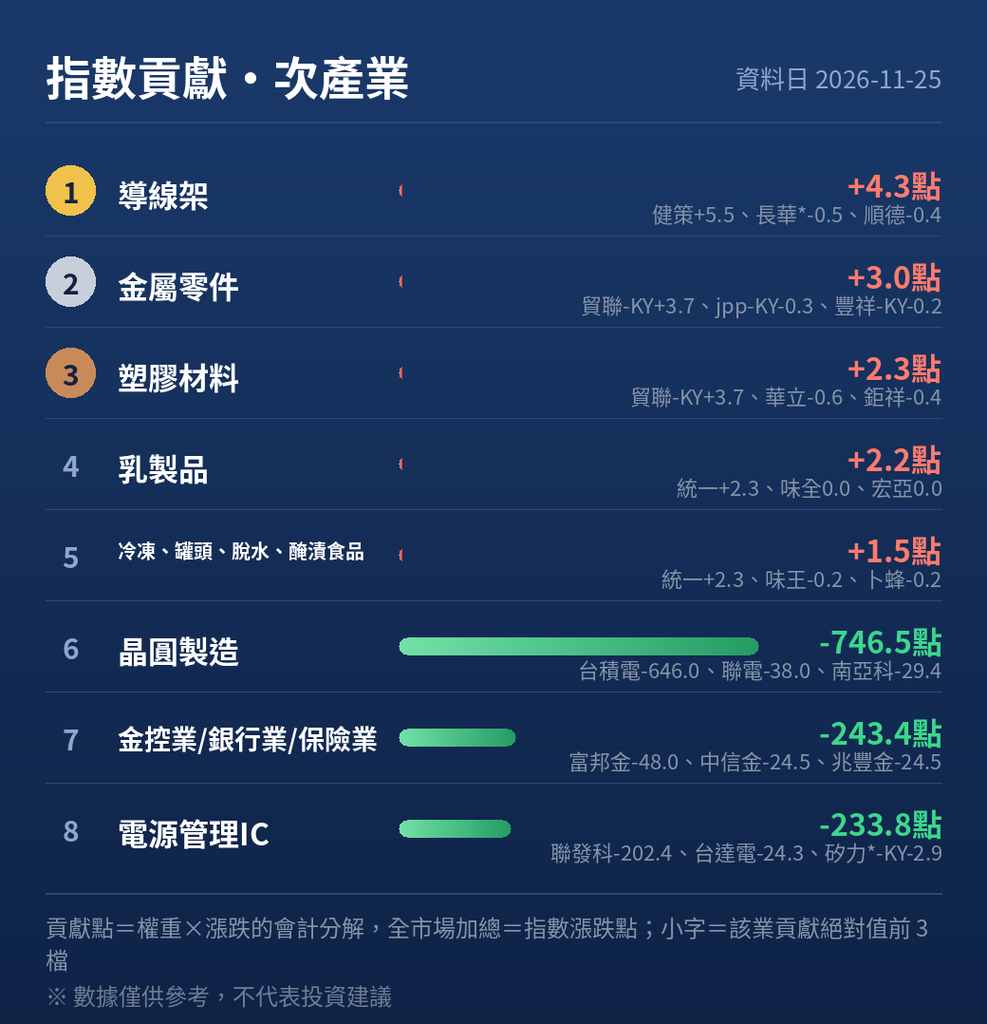 指數貢獻・次產業
資料日 2026-11-25
1 導線架 +4.3點
健策+5.5、長華*-0.5、順德-0.4
2 金屬零件 +3.0點
貿聯-KY+3.7、jpp-KY-0.3、豐祥-KY-0.2
3 塑膠材料 +2.3點
貿聯-KY+3.7、華立-0.6、鉅祥-0.4
4 乳製品 +2.2點
統一+2.3、味全0.0、宏亞0.0
5 冷凍、罐頭、脫水、醃漬食品 +1.5點
統一+2.3、味王-0.2、卜蜂-0.2
6 晶圓製造 -746.5點
台積電-646.0、聯電-38.0、南亞科-29.4
7 金控業/銀行業/保險業 -243.4點
富邦金-48.0、中信金-24.5、兆豐金-24.5
8 電源管理IC -233.8點
聯發科-202.4、台達電-24.3、矽力*-KY-2.9
貢獻點＝權重×漲跌的會計分解，全市場加總＝指數漲跌點；小字＝該業貢獻絕對值前 3
檔
※ 數據僅供參考，不代表投資建議